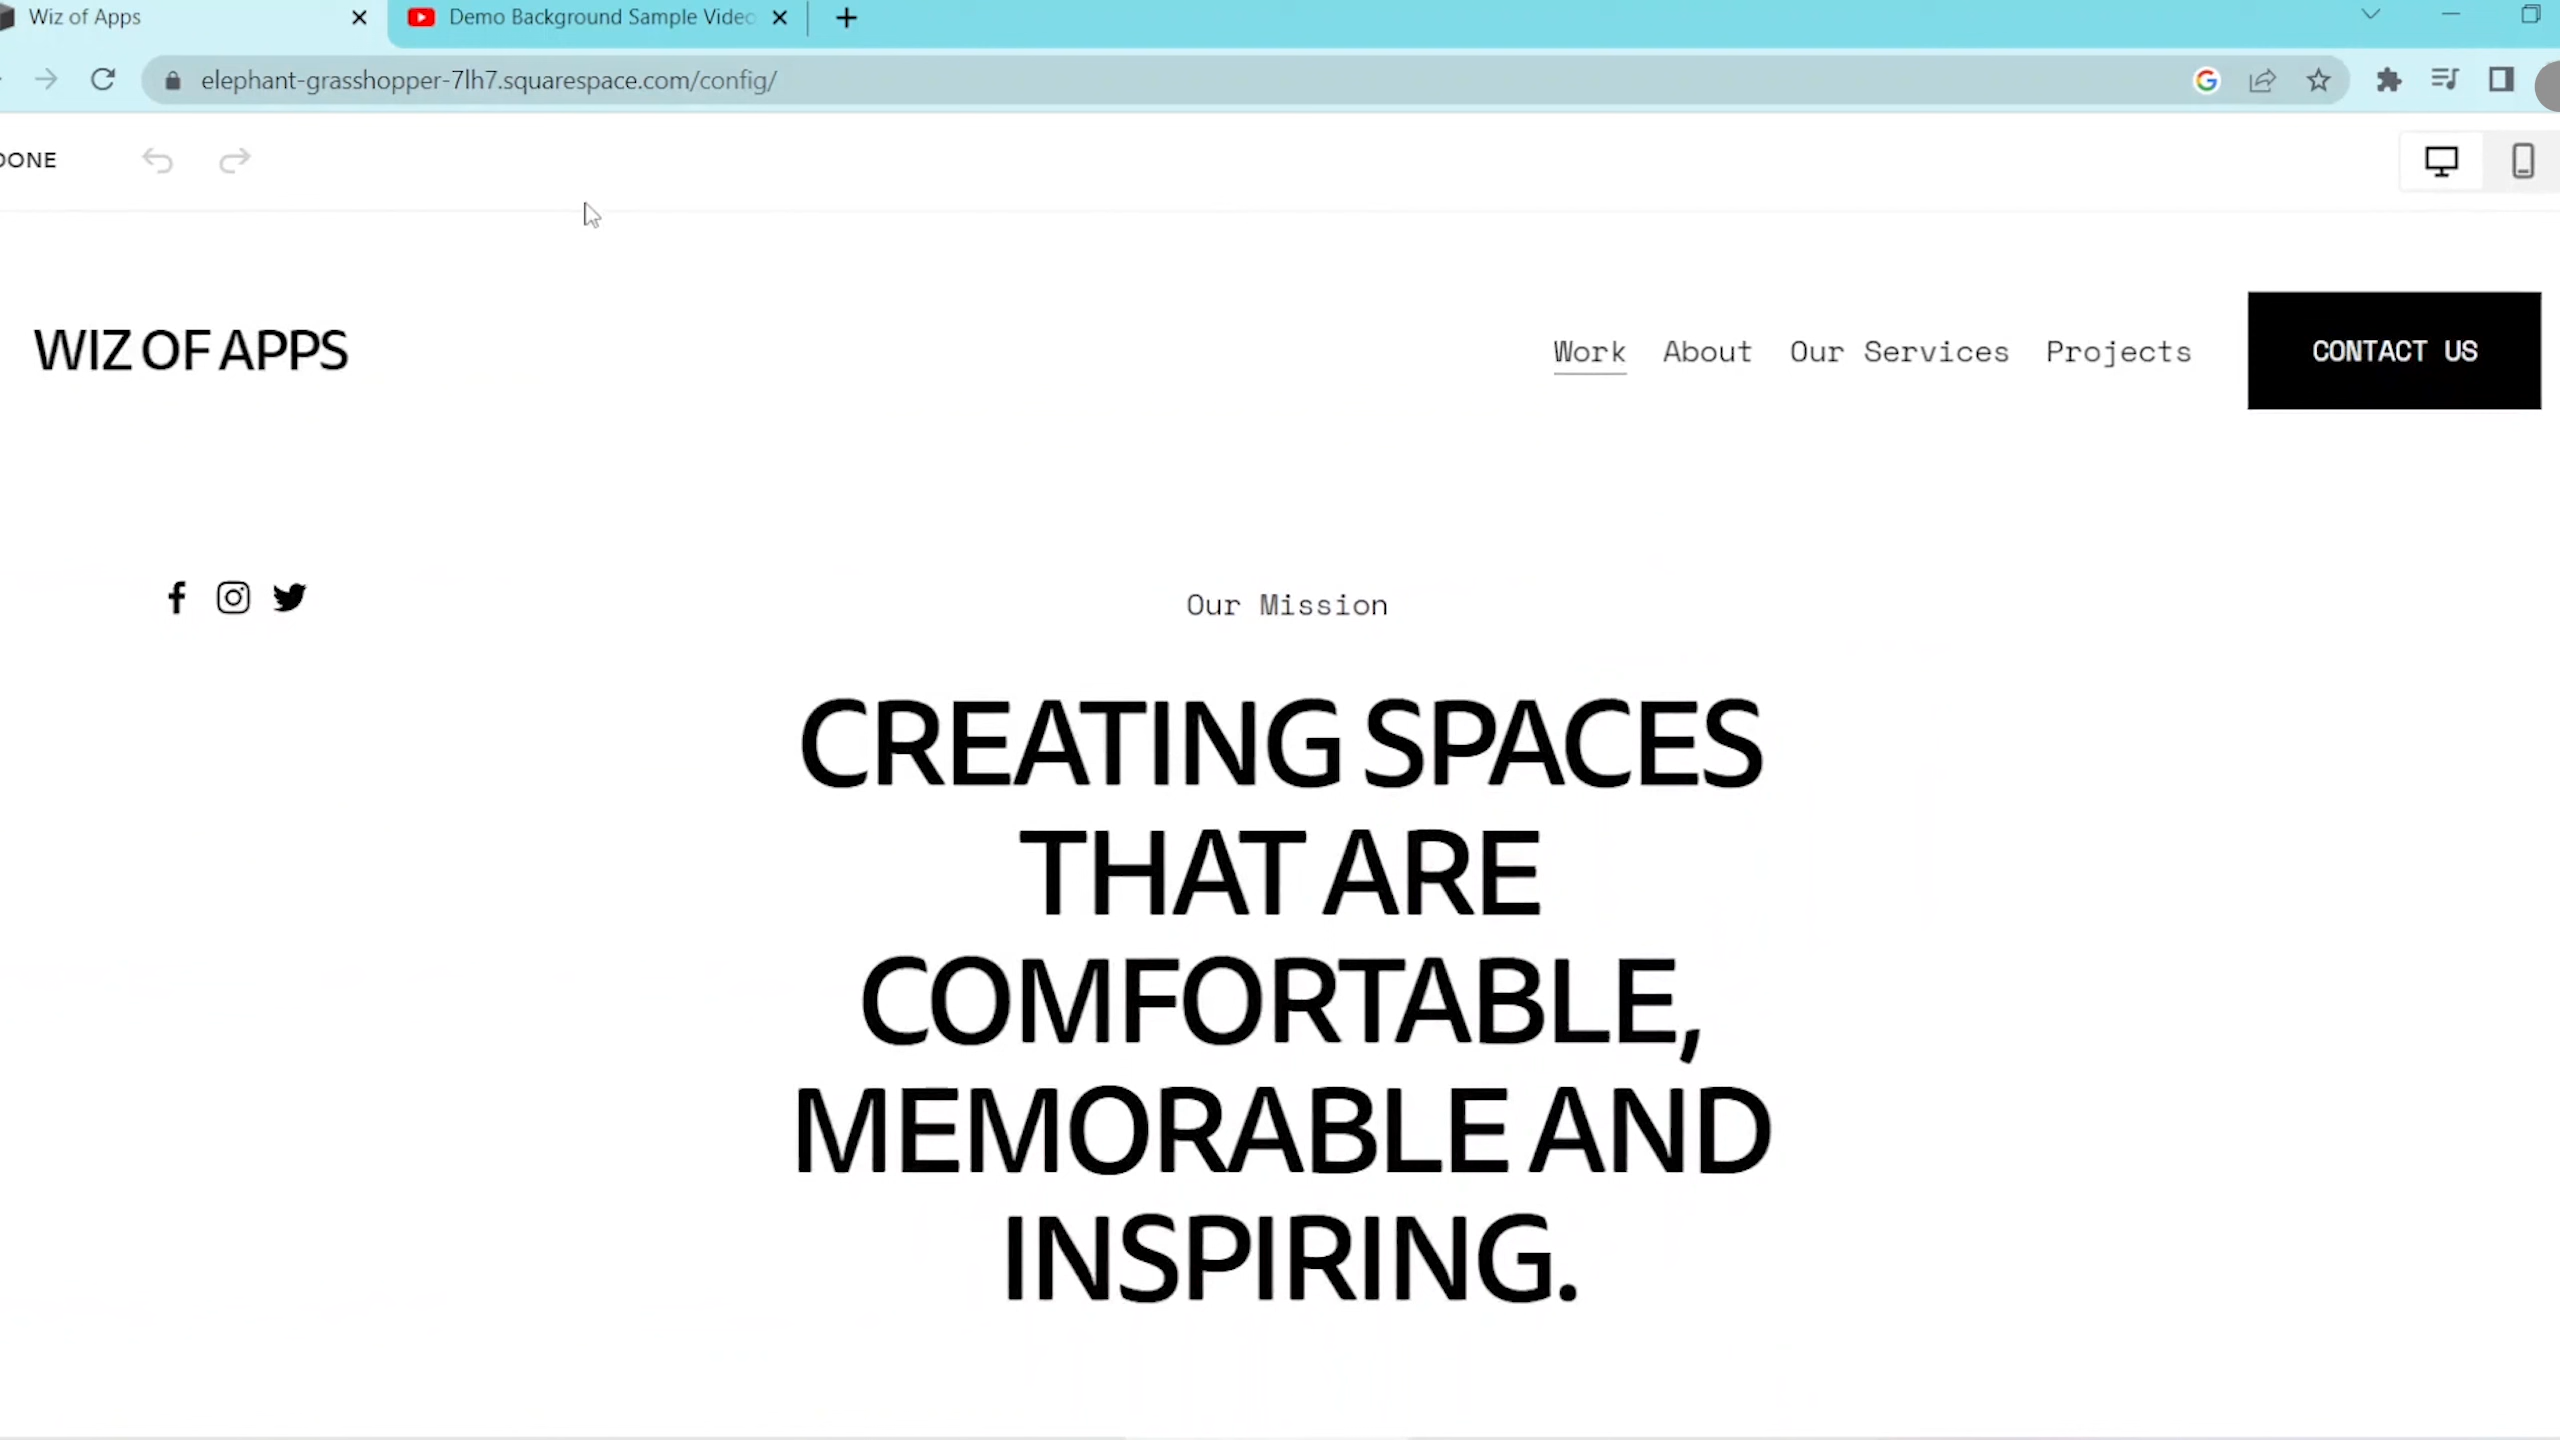 Wiz of Apps
Demo Background Sample Video
elephant-grasshopper-7lh7.squarespace.com/config/
DONE
WIZ OF APPS
Work About Our Services Projects CONTACT US
Our Mission
CREATING SPACES
THAT ARE
COMFORTABLE,
MEMORABLE AND
INSPIRING.